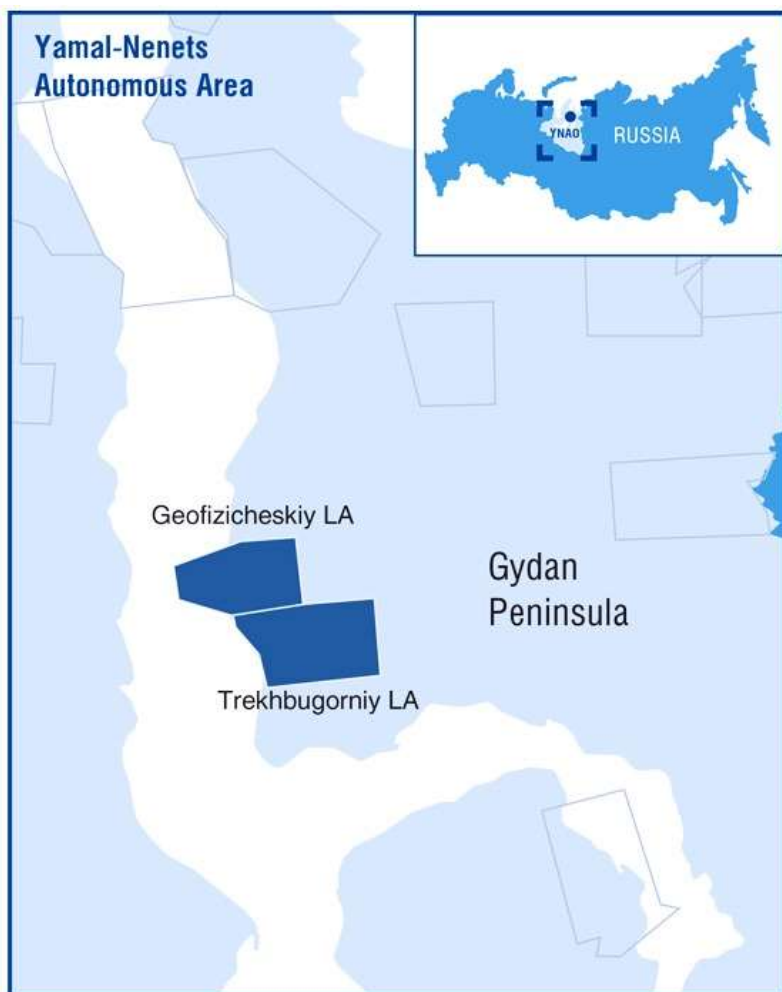 Yamal-Nenets
Autonomous Area
YNAO
RUSSIA
Geofizicheskiy LA
Gydan
Peninsula
Trekhbugorniy LA